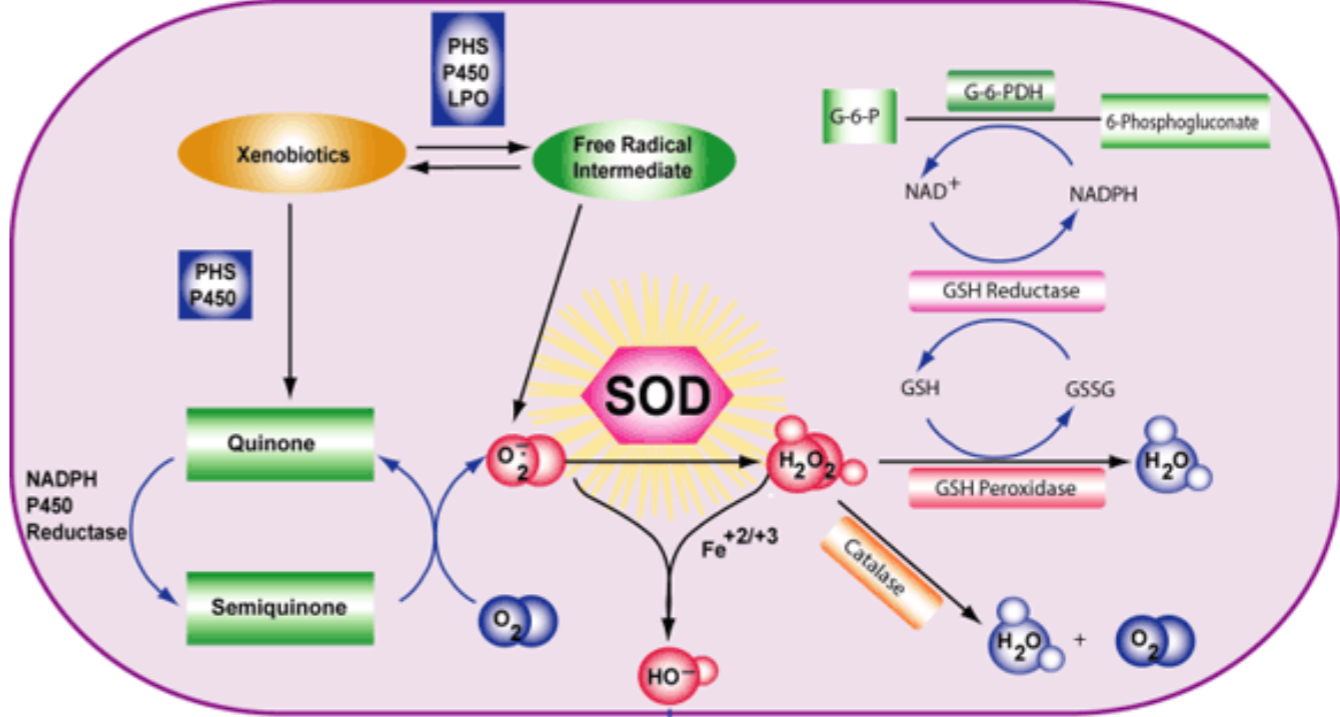 PHS
P450
LPO
Xenobiotics
Free Radical
Intermediate
G-6-PDH
G-6-P
6-Phosphogluconate
NAD+
NADPH
PHS
P450
GSH Reductase
SOD
GSH
GSSG
Quinone
O2-
H2O2
H2O
GSH Peroxidase
NADPH
P450
Reductase
Fe+2/+3
Catalase
Semiquinone
O2
H2O + O2
HO-